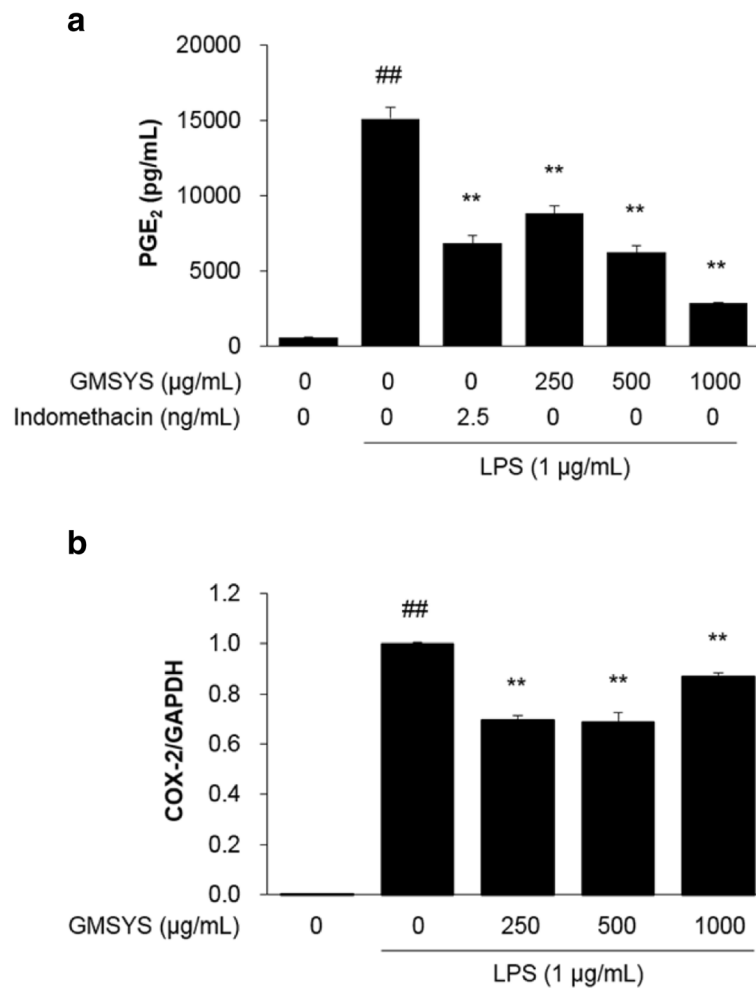 a
20000
##
15000
PGE₂ (pg/mL)
10000
**
**
**
**
5000
0
GMSYS (µg/mL) 0 0 0 250 500 1000
Indomethacin (ng/mL) 0 0 2.5 0 0 0
LPS (1 µg/mL)
b
1.2
##
1.0
**
**
**
0.8
COX-2/GAPDH
0.6
0.4
0.2
0.0
GMSYS (µg/mL) 0 0 250 500 1000
LPS (1 µg/mL)